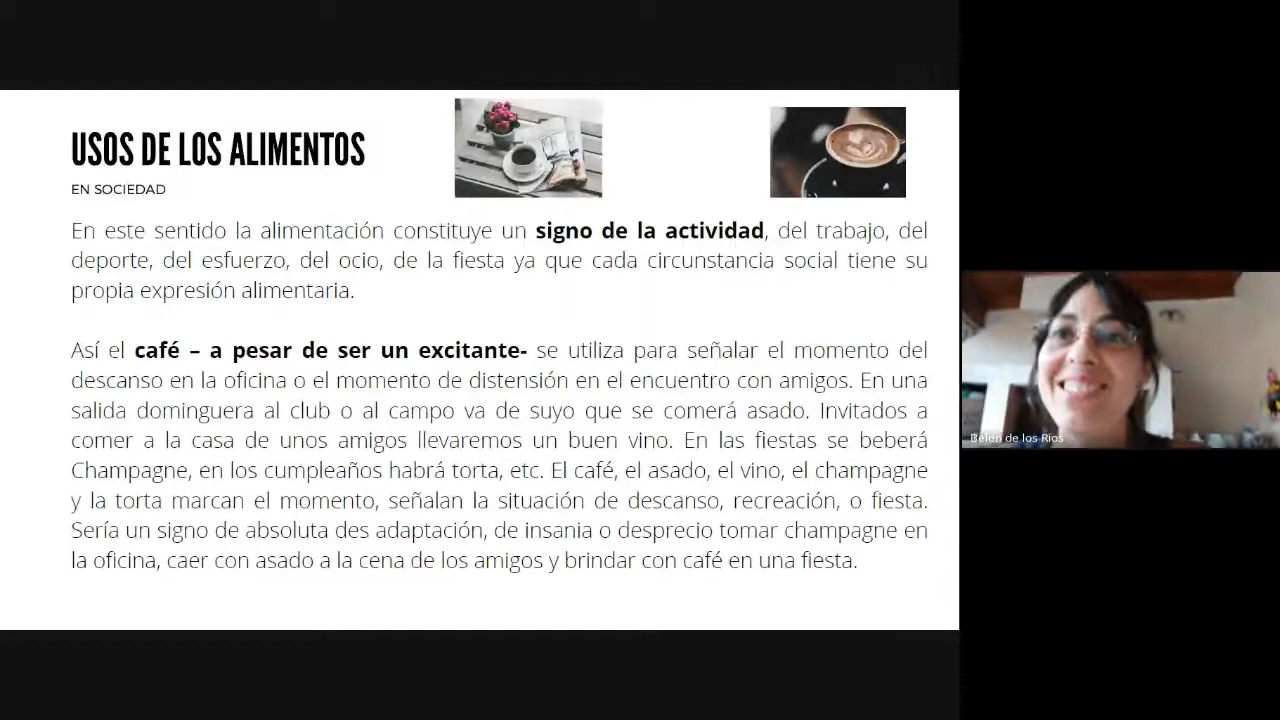 USOS DE LOS ALIMENTOS
EN SOCIEDAD
En este sentido la alimentación constituye un signo de la actividad, del trabajo, del
deporte, del esfuerzo, del ocio, de la fiesta ya que cada circunstancia social tiene su
propia expresión alimentaria.
Así el café – a pesar de ser un excitante- se utiliza para señalar el momento del
descanso en la oficina o el momento de distensión en el encuentro con amigos. En una
salida dominguera al club o al campo va de suyo que se comerá asado. Invitados a
comer a la casa de unos amigos llevaremos un buen vino. En las fiestas se beberá
Champagne, en los cumpleaños habrá torta, etc. El café, el asado, el vino, el champagne
y la torta marcan el momento, señalan la situación de descanso, recreación, o fiesta.
Sería un signo de absoluta des adaptación, de insania o desprecio tomar champagne en
la oficina, caer con asado a la cena de los amigos y brindar con café en una fiesta.
Belén de los Ríos